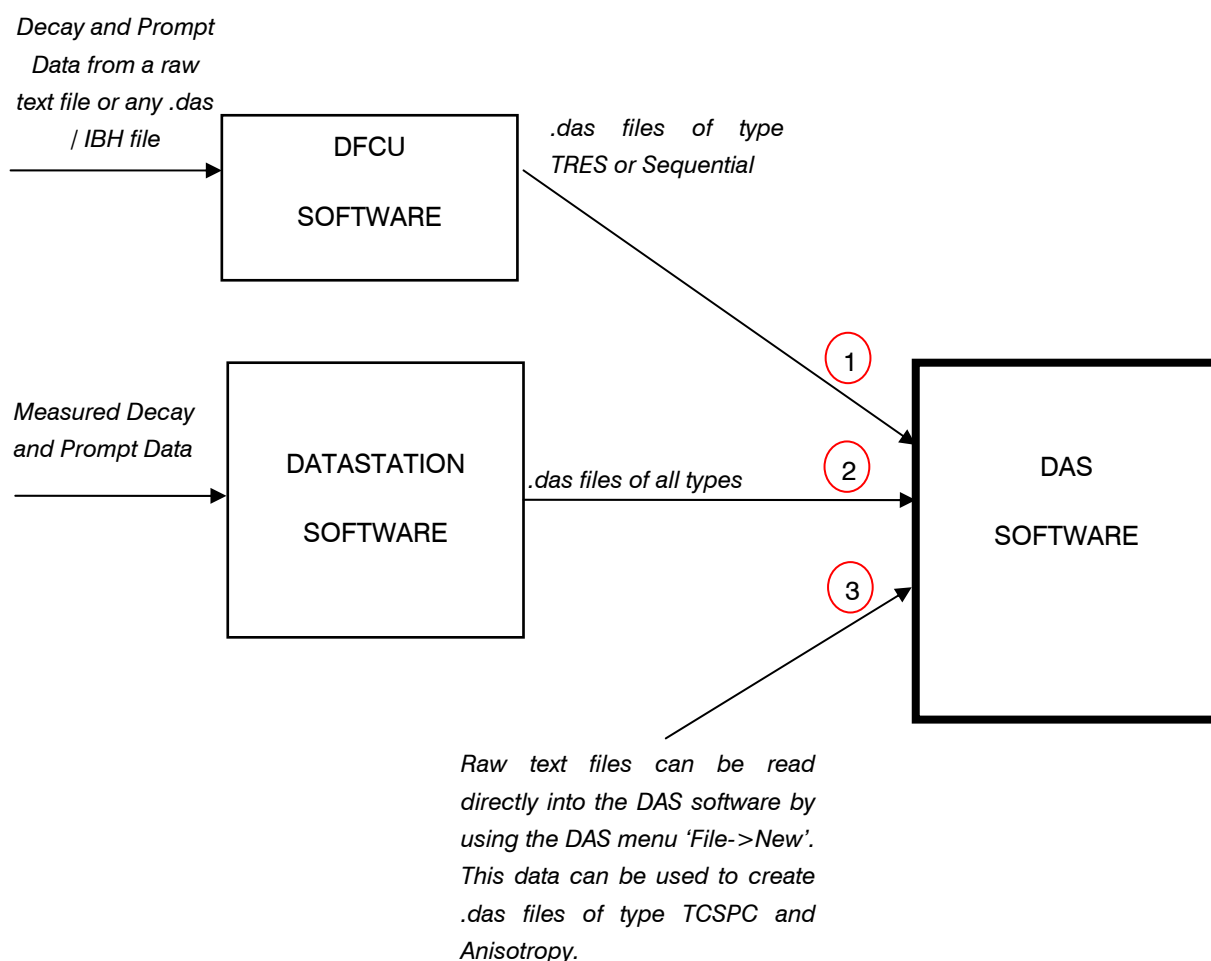 Decay and Prompt
Data from a raw
text file or any .das
| IBH file
DFCU
SOFTWARE
.das files of type
TRES or Sequential
1
Measured Decay
and Prompt Data
DATASTATION
SOFTWARE
.das files of all types
2
DAS
SOFTWARE
3
Raw text files can be read
directly into the DAS software by
using the DAS menu ‘File->New’.
This data can be used to create
.das files of type TCSPC and
Anisotropy.